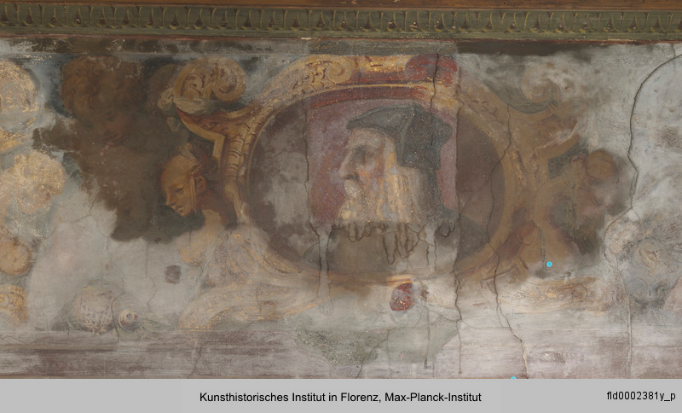 Kunsthistorisches Institut in Florenz, Max-Planck-Institut
fld0002381y_p